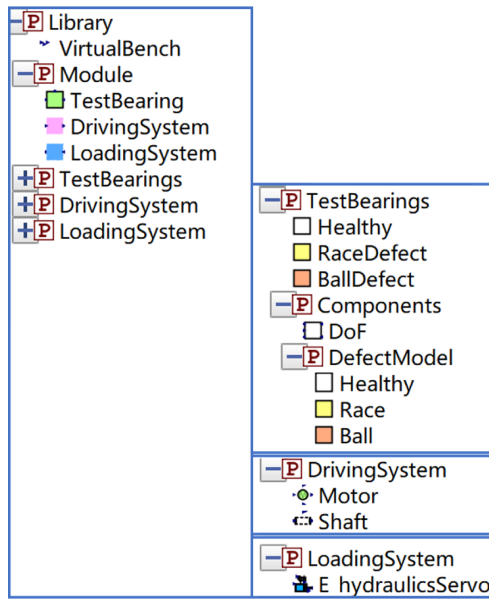 P Library
VirtualBench
P Module
TestBearing
DrivingSystem
LoadingSystem
P TestBearings
P DrivingSystem
P LoadingSystem
P TestBearings
Healthy
RaceDefect
BallDefect
P Components
DoF
P DefectModel
Healthy
Race
Ball
P DrivingSystem
Motor
Shaft
P LoadingSystem
E_hydraulicsServo